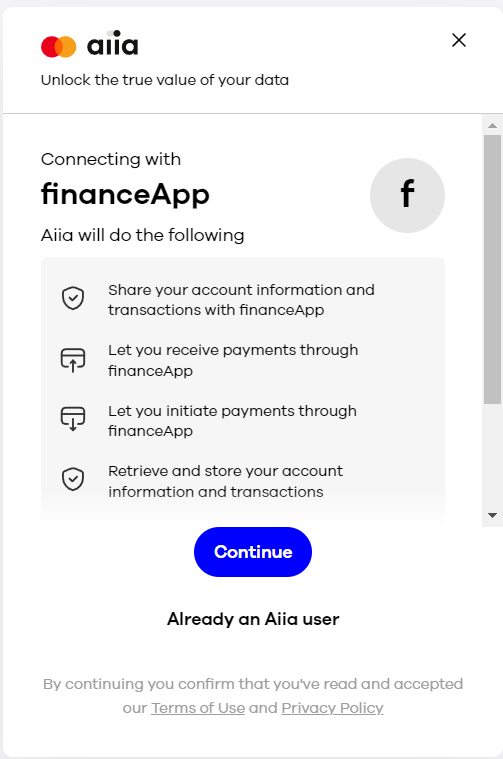 aiia
Unlock the true value of your data
Connecting with
financeApp
f
Aiia will do the following
Share your account information and
transactions with financeApp
Let you receive payments through
financeApp
Let you initiate payments through
financeApp
Retrieve and store your account
information and transactions
Continue
Already an Aiia user
By continuing you confirm that you've read and accepted
our Terms of Use and Privacy Policy